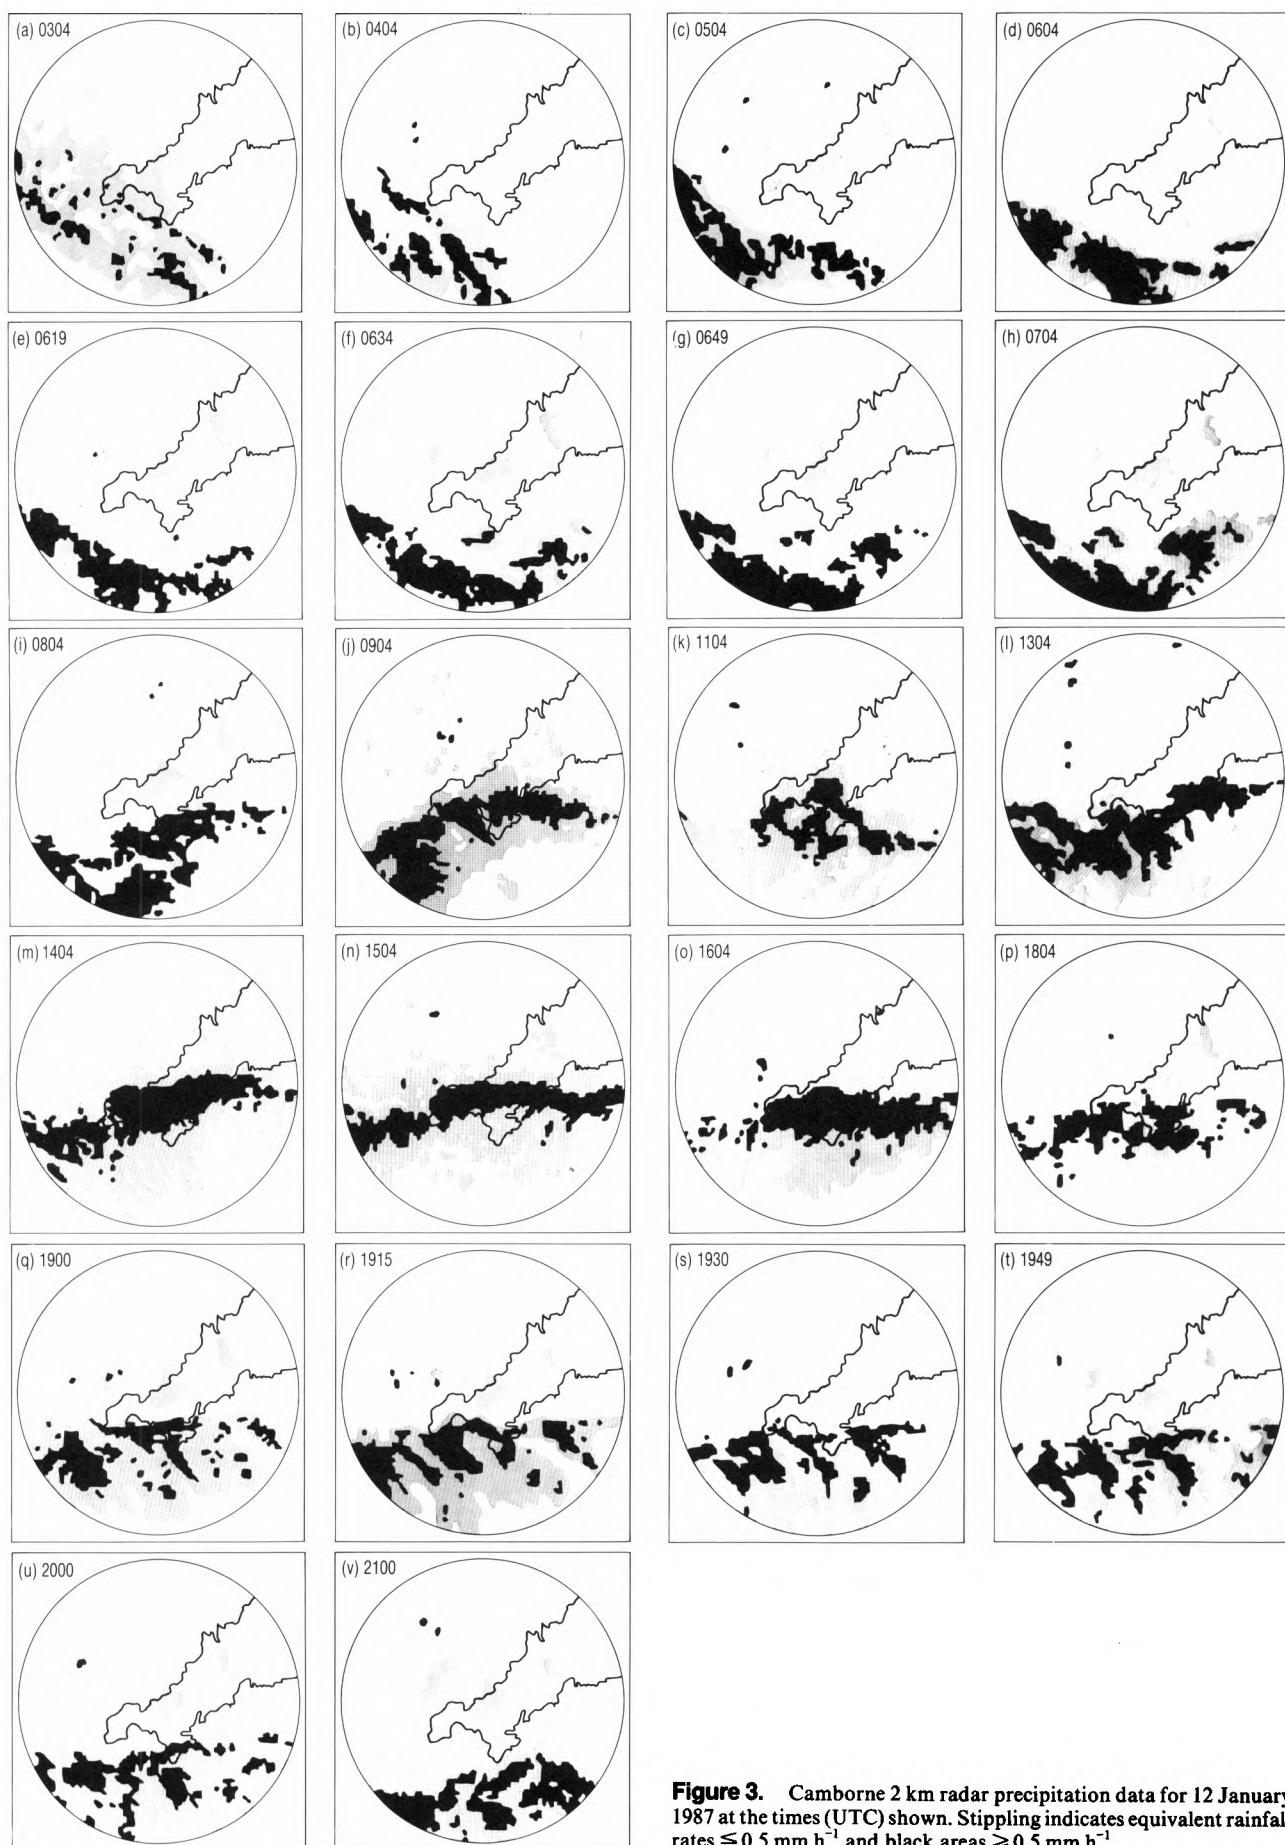 (a) 0304
(b) 0404
(c) 0504
(d) 0604
(e) 0619
(f) 0634
(g) 0649
(h) 0704
(i) 0804
(j) 0904
(k) 1104
(l) 1304
(m) 1404
(n) 1504
(o) 1604
(p) 1804
(q) 1900
(r) 1915
(s) 1930
(t) 1949
(u) 2000
(v) 2100
Figure 3. Camborne 2 km radar precipitation data for 12 January
1987 at the times (UTC) shown. Stippling indicates equivalent rainfall
rates ≤ 0.5 mm h⁻¹ and black areas ≥ 0.5 mm h⁻¹